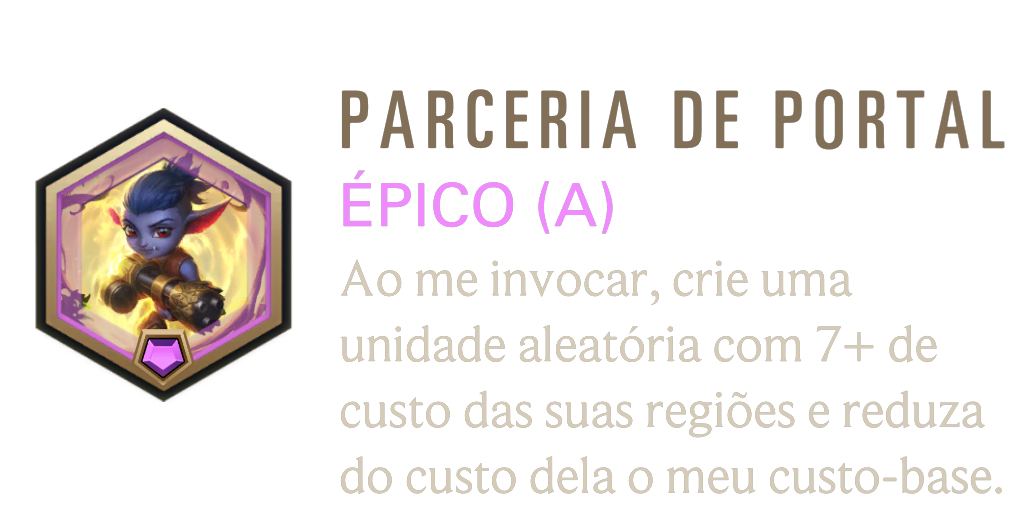 PARCERIA DE PORTAL
ÉPICO (A)
Ao me invocar, crie uma
unidade aleatória com 7+ de
custo das suas regiões e reduza
do custo dela o meu custo-base.